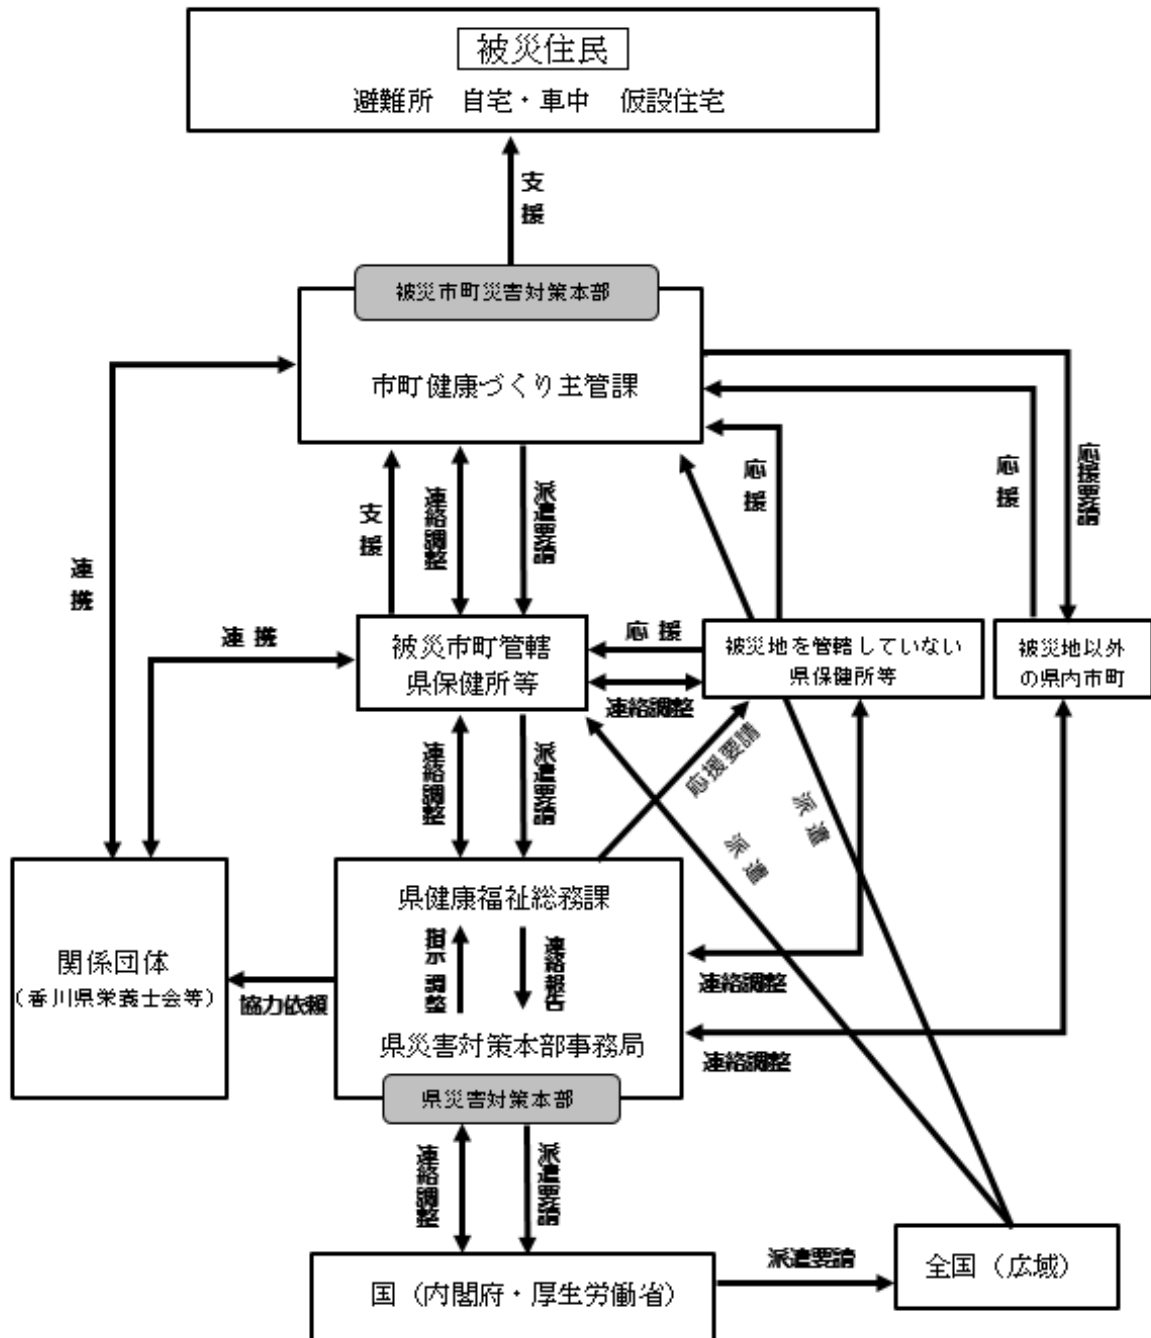 被災住民
避難所　自宅・車中　仮設住宅
支援
被災市町災害対策本部
市町健康づくり主管課
連携
支援
連絡調整
派遣要請
応援
応援
応援要請
連携
被災市町管轄
県保健所等
応援
連絡調整
被災地を管轄していない
県保健所等
被災地以外
の県内市町
連絡調整
派遣要請
応援要請
派遣
派遣
関係団体
（香川県栄養士会等）
協力依頼
県健康福祉総務課
指示調整
連絡報告
県災害対策本部事務局
県災害対策本部
連絡調整
連絡調整
連絡調整
派遣要請
国（内閣府・厚生労働省）
派遣要請
全国（広域）